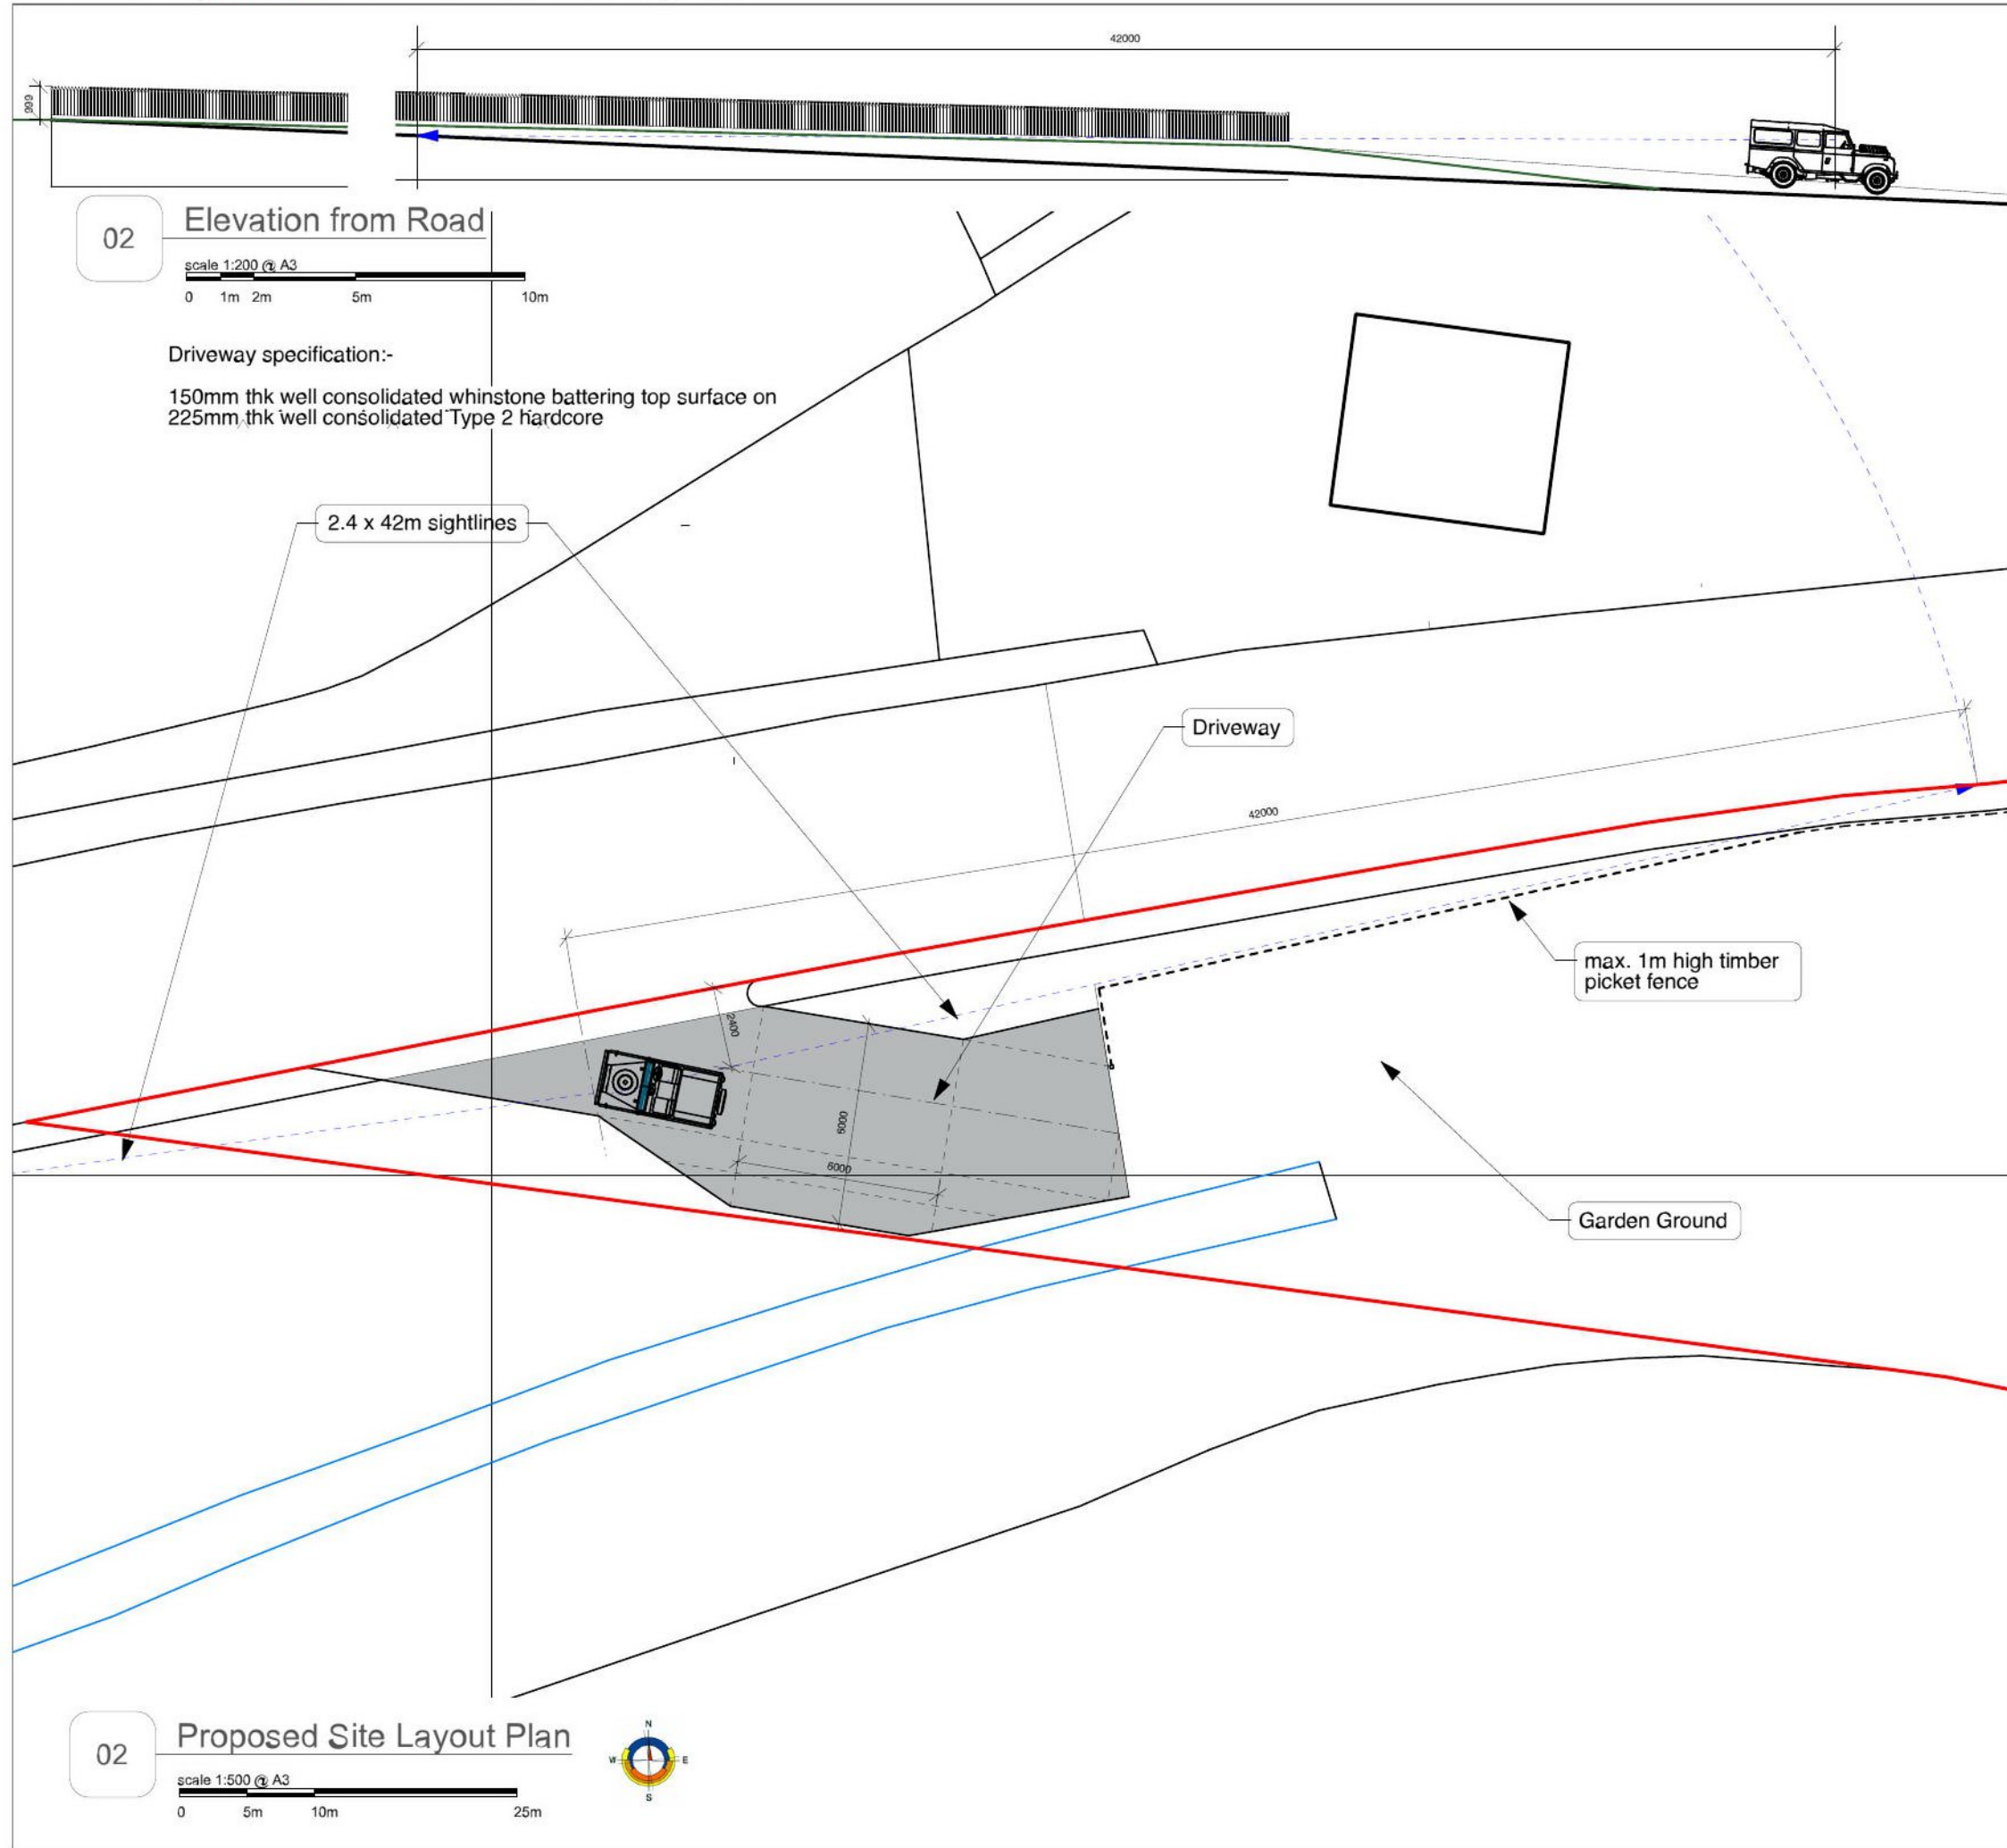 42000
999
02
Elevation from Road
scale 1:200 @ A3
0 1m 2m 5m 10m
Driveway specification:-
150mm thk well consolidated whinstone battering top surface on
225mm thk well consolidated Type 2 hardcore
2.4 x 42m sightlines
Driveway
42000
max. 1m high timber
picket fence
2400
6000
6000
Garden Ground
02
Proposed Site Layout Plan
scale 1:500 @ A3
0 5m 10m 25m
N
W E
S